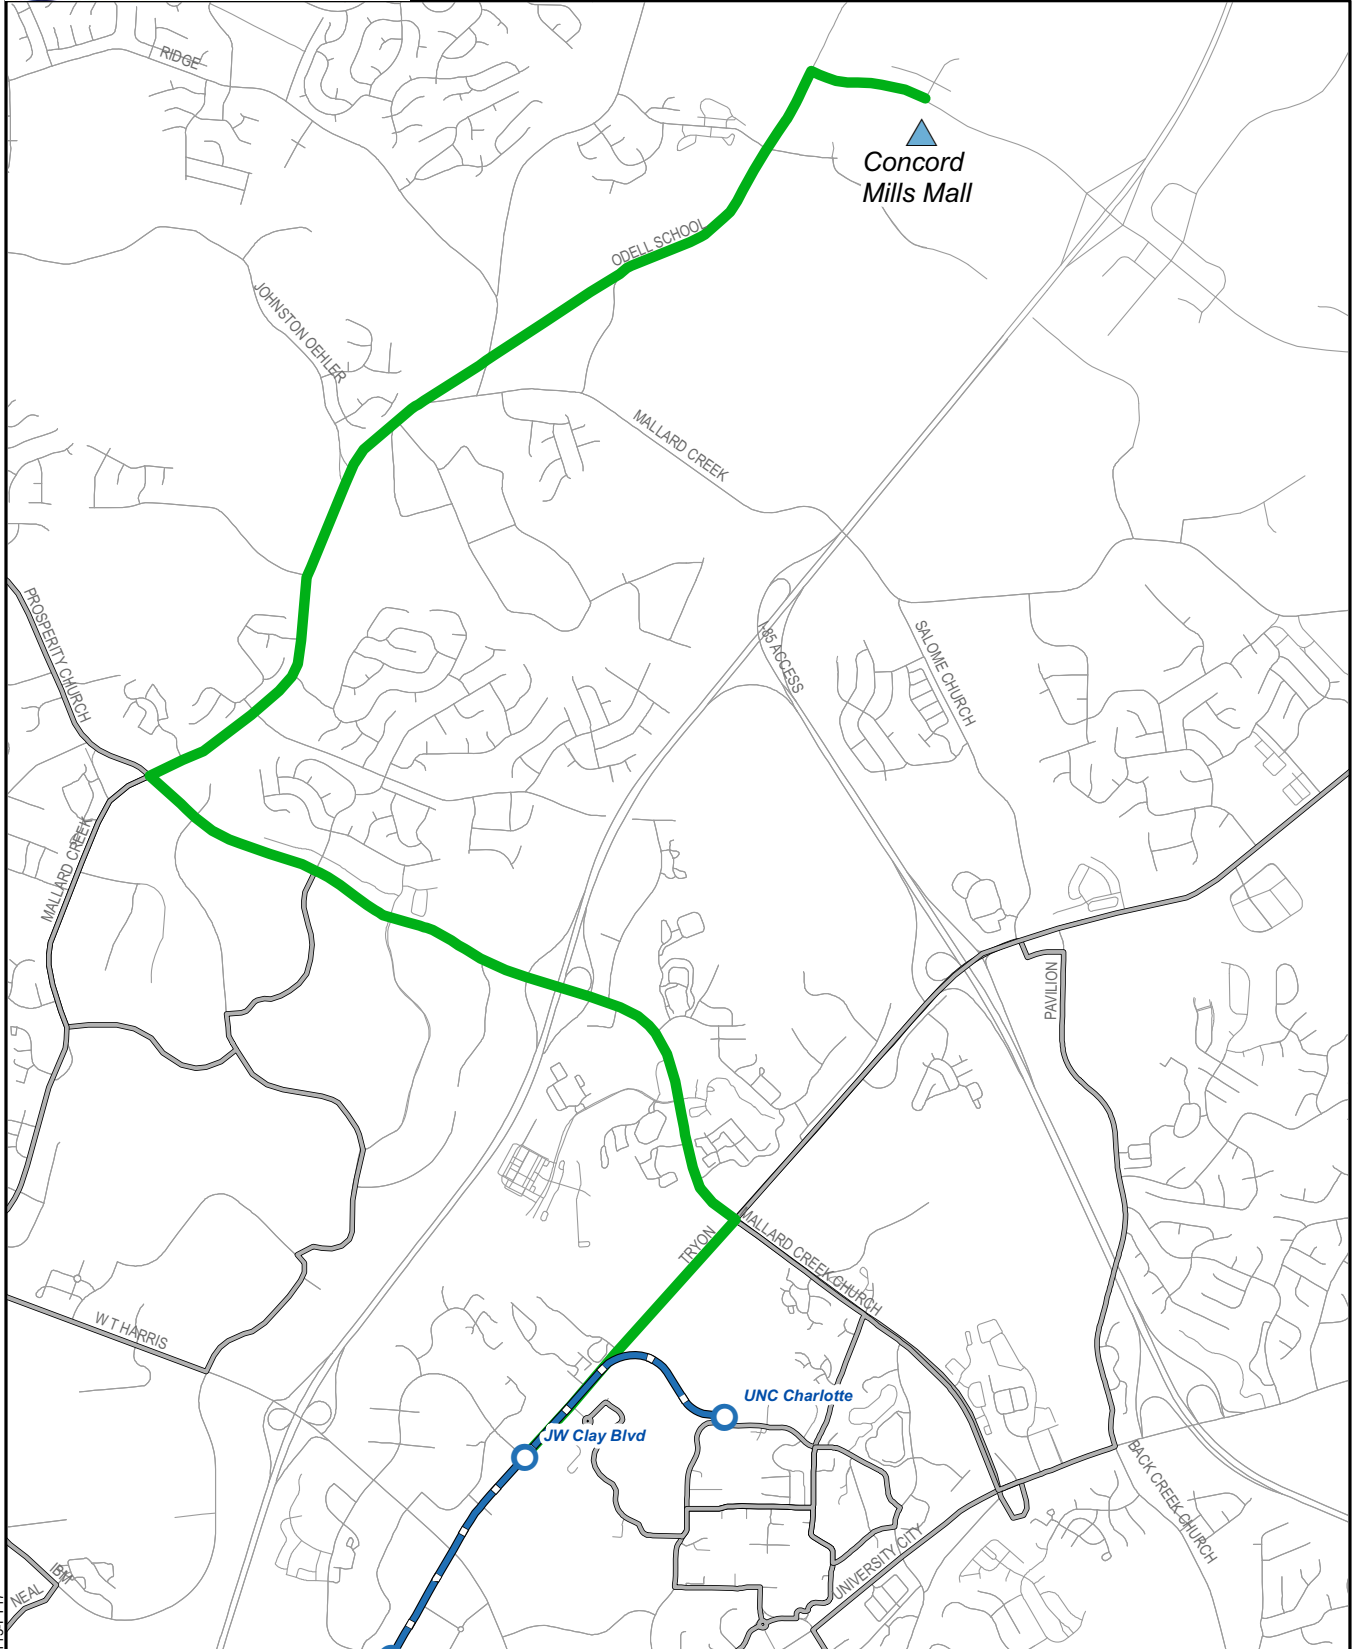 RIDGE
Concord
Mills Mall
ODELL SCHOOL
JOHNSTON OEHLER
MALLARD CREEK
PROSPERITY CHURCH
I-85 ACCESS
SALOME CHURCH
MALLARD CREEK
PAVILION
TRYON
MALLARD CREEK CHURCH
W T HARRIS
UNC Charlotte
JW Clay Blvd
BACK CREEK CHURCH
UNIVERSITY CITY
IBM
NEAL